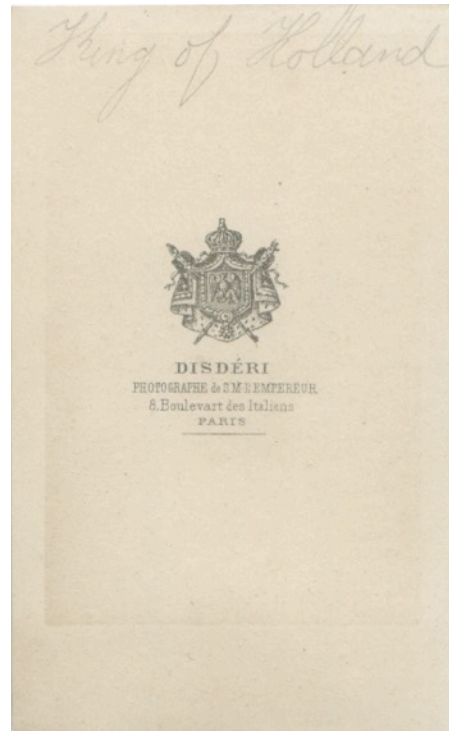 King of Holland
DISDÉRI
PHOTOGRAPHE de S.M. L'EMPEREUR
8, Boulevart des Italiens
PARIS